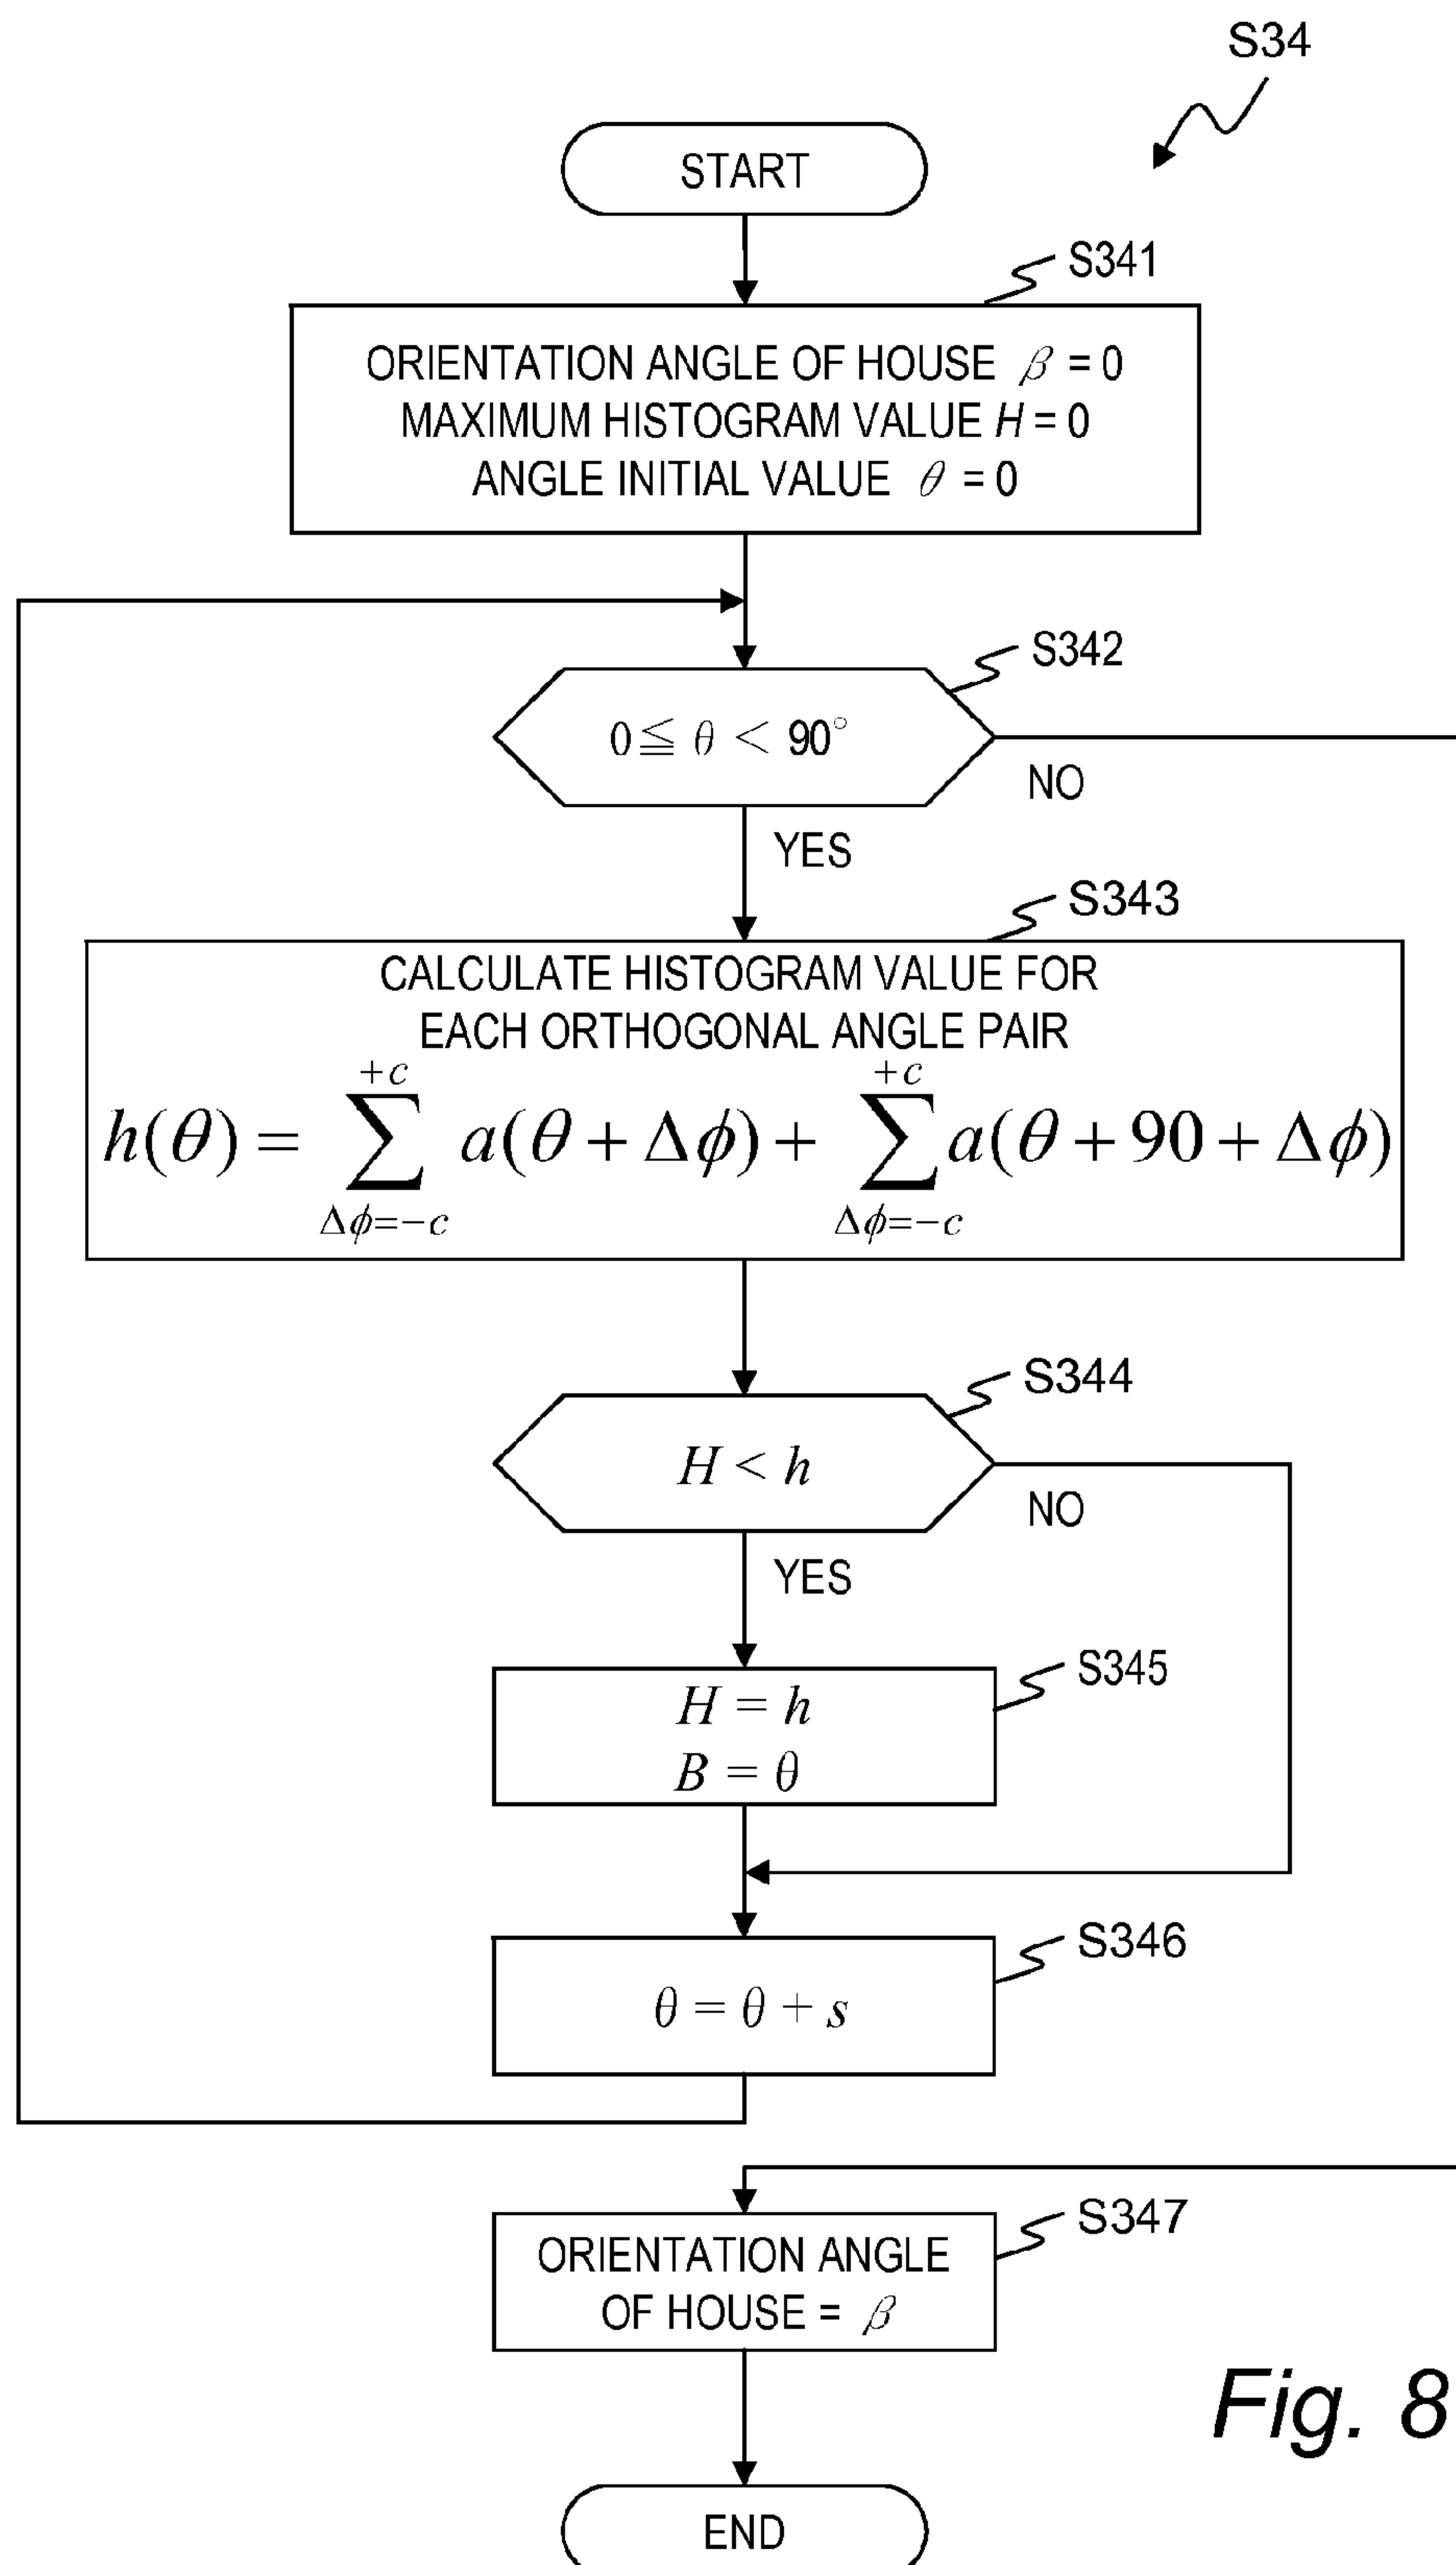 S34
START
S341
ORIENTATION ANGLE OF HOUSE β = 0
MAXIMUM HISTOGRAM VALUE H = 0
ANGLE INITIAL VALUE θ = 0
S342
0 ≦ θ < 90°
NO
YES
S343
CALCULATE HISTOGRAM VALUE FOR
EACH ORTHOGONAL ANGLE PAIR
+c +c
h(θ) = ∑ a(θ + Δϕ) + ∑ a(θ + 90 + Δϕ)
Δϕ=−c Δϕ=−c
S344
H < h
NO
YES
S345
H = h
B = θ
S346
θ = θ + s
S347
ORIENTATION ANGLE
OF HOUSE = β
Fig. 8
END